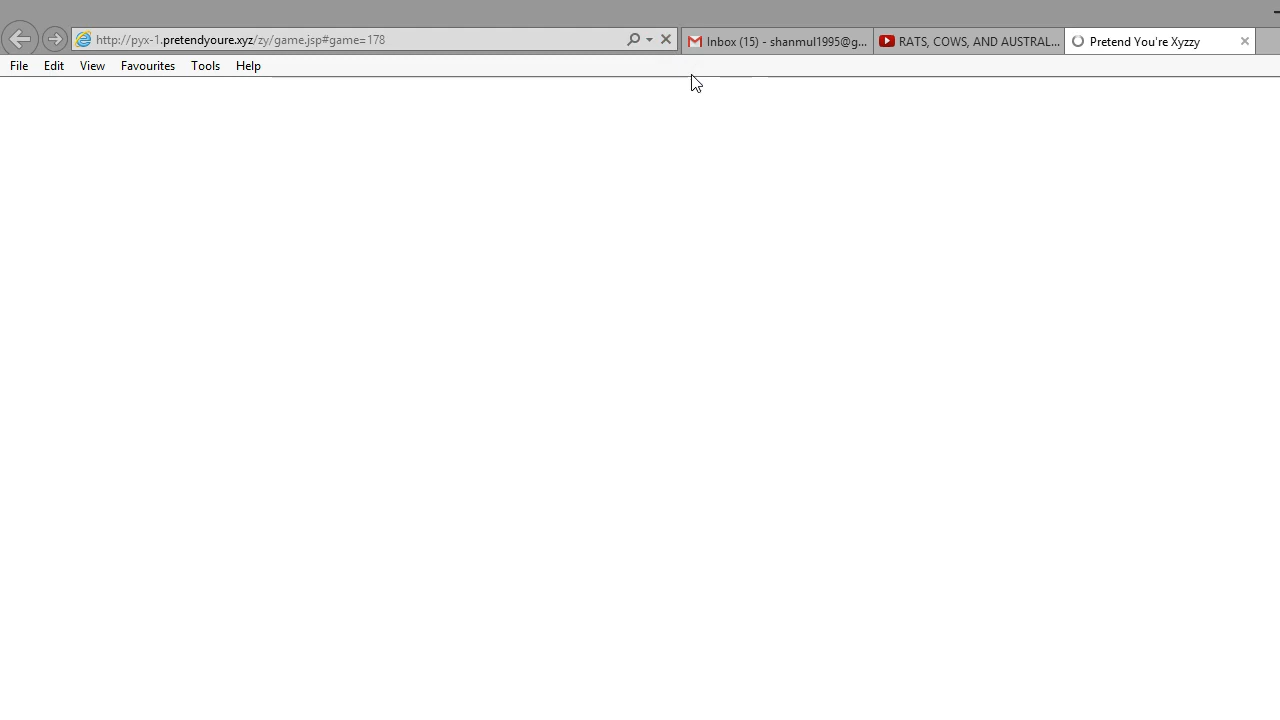 http://pyx-1.pretendyoure.xyz/zy/game.jsp#game=178
Inbox (15) - shanmul1995@g...
RATS, COWS, AND AUSTRAL...
Pretend You're Xyzzy
File Edit View Favourites Tools Help